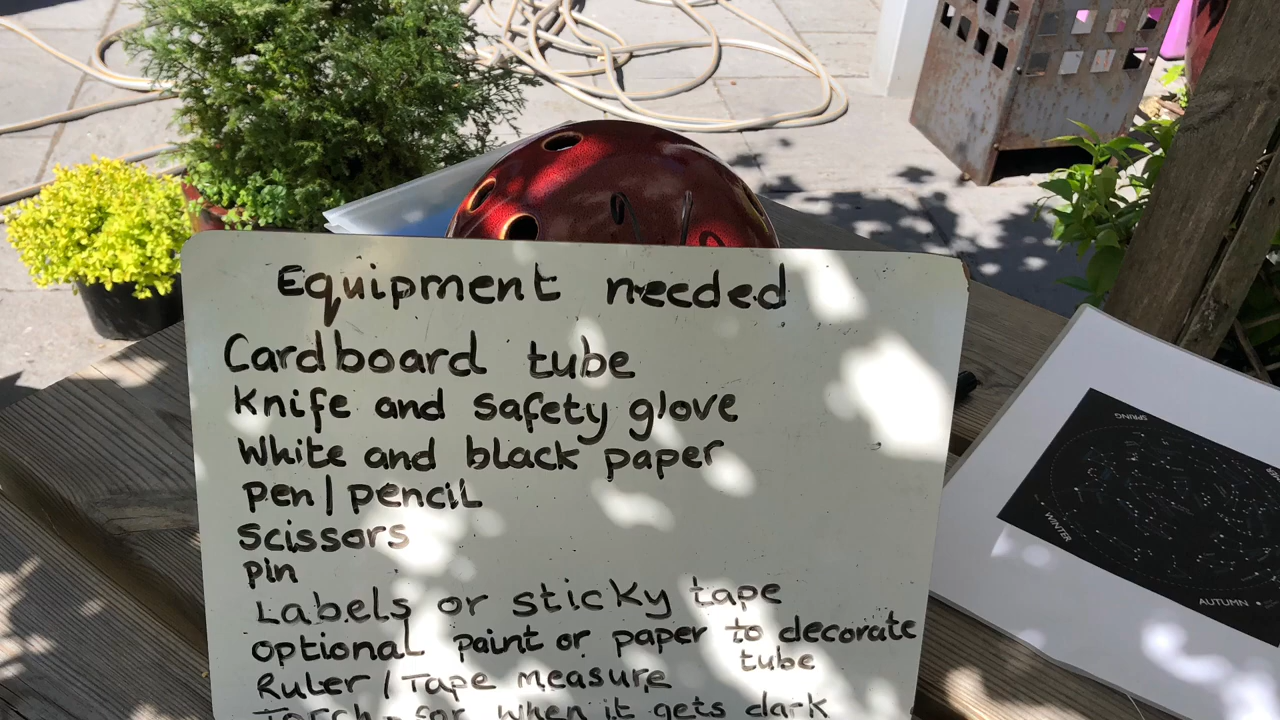 Equipment needed
Cardboard tube
Knife and safety glove
White and black paper
pen/pencil
Scissors
pin
Labels or sticky tape
optional paint or paper to decorate
tube
Ruler/Tape measure
Torch - for when it gets dark
SPRING
WINTER
AUTUMN